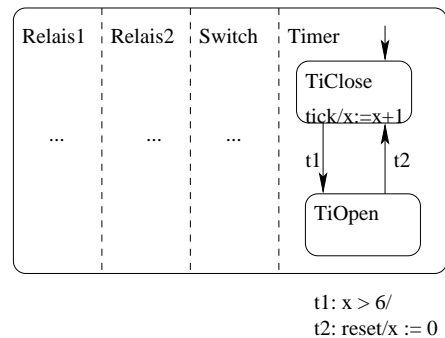 Relais1 Relais2 Switch Timer
TiClose
tick/x:=x+1
... ... ...
t1 t2
TiOpen
t1: x > 6/
t2: reset/x := 0